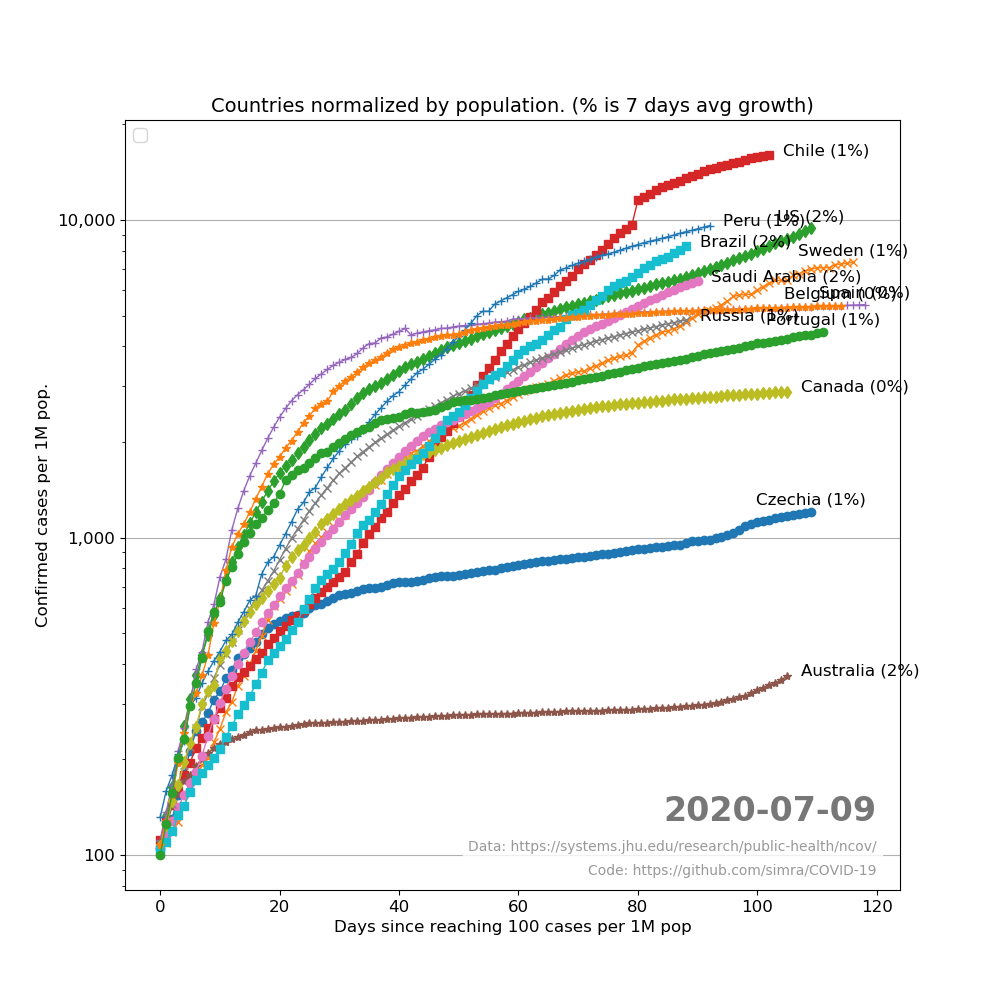 Countries normalized by population. (% is 7 days avg growth)
Chile (1%)
Peru (1%)
US (2%)
Brazil (2%)
Sweden (1%)
Saudi Arabia (2%)
Belgium (0%)
Spain (0%)
Russia (1%)
Portugal (1%)
Canada (0%)
Czechia (1%)
Australia (2%)
10,000
1,000
100
Confirmed cases per 1M pop.
2020-07-09
Data: https://systems.jhu.edu/research/public-health/ncov/
Code: https://github.com/simra/COVID-19
0 20 40 60 80 100 120
Days since reaching 100 cases per 1M pop